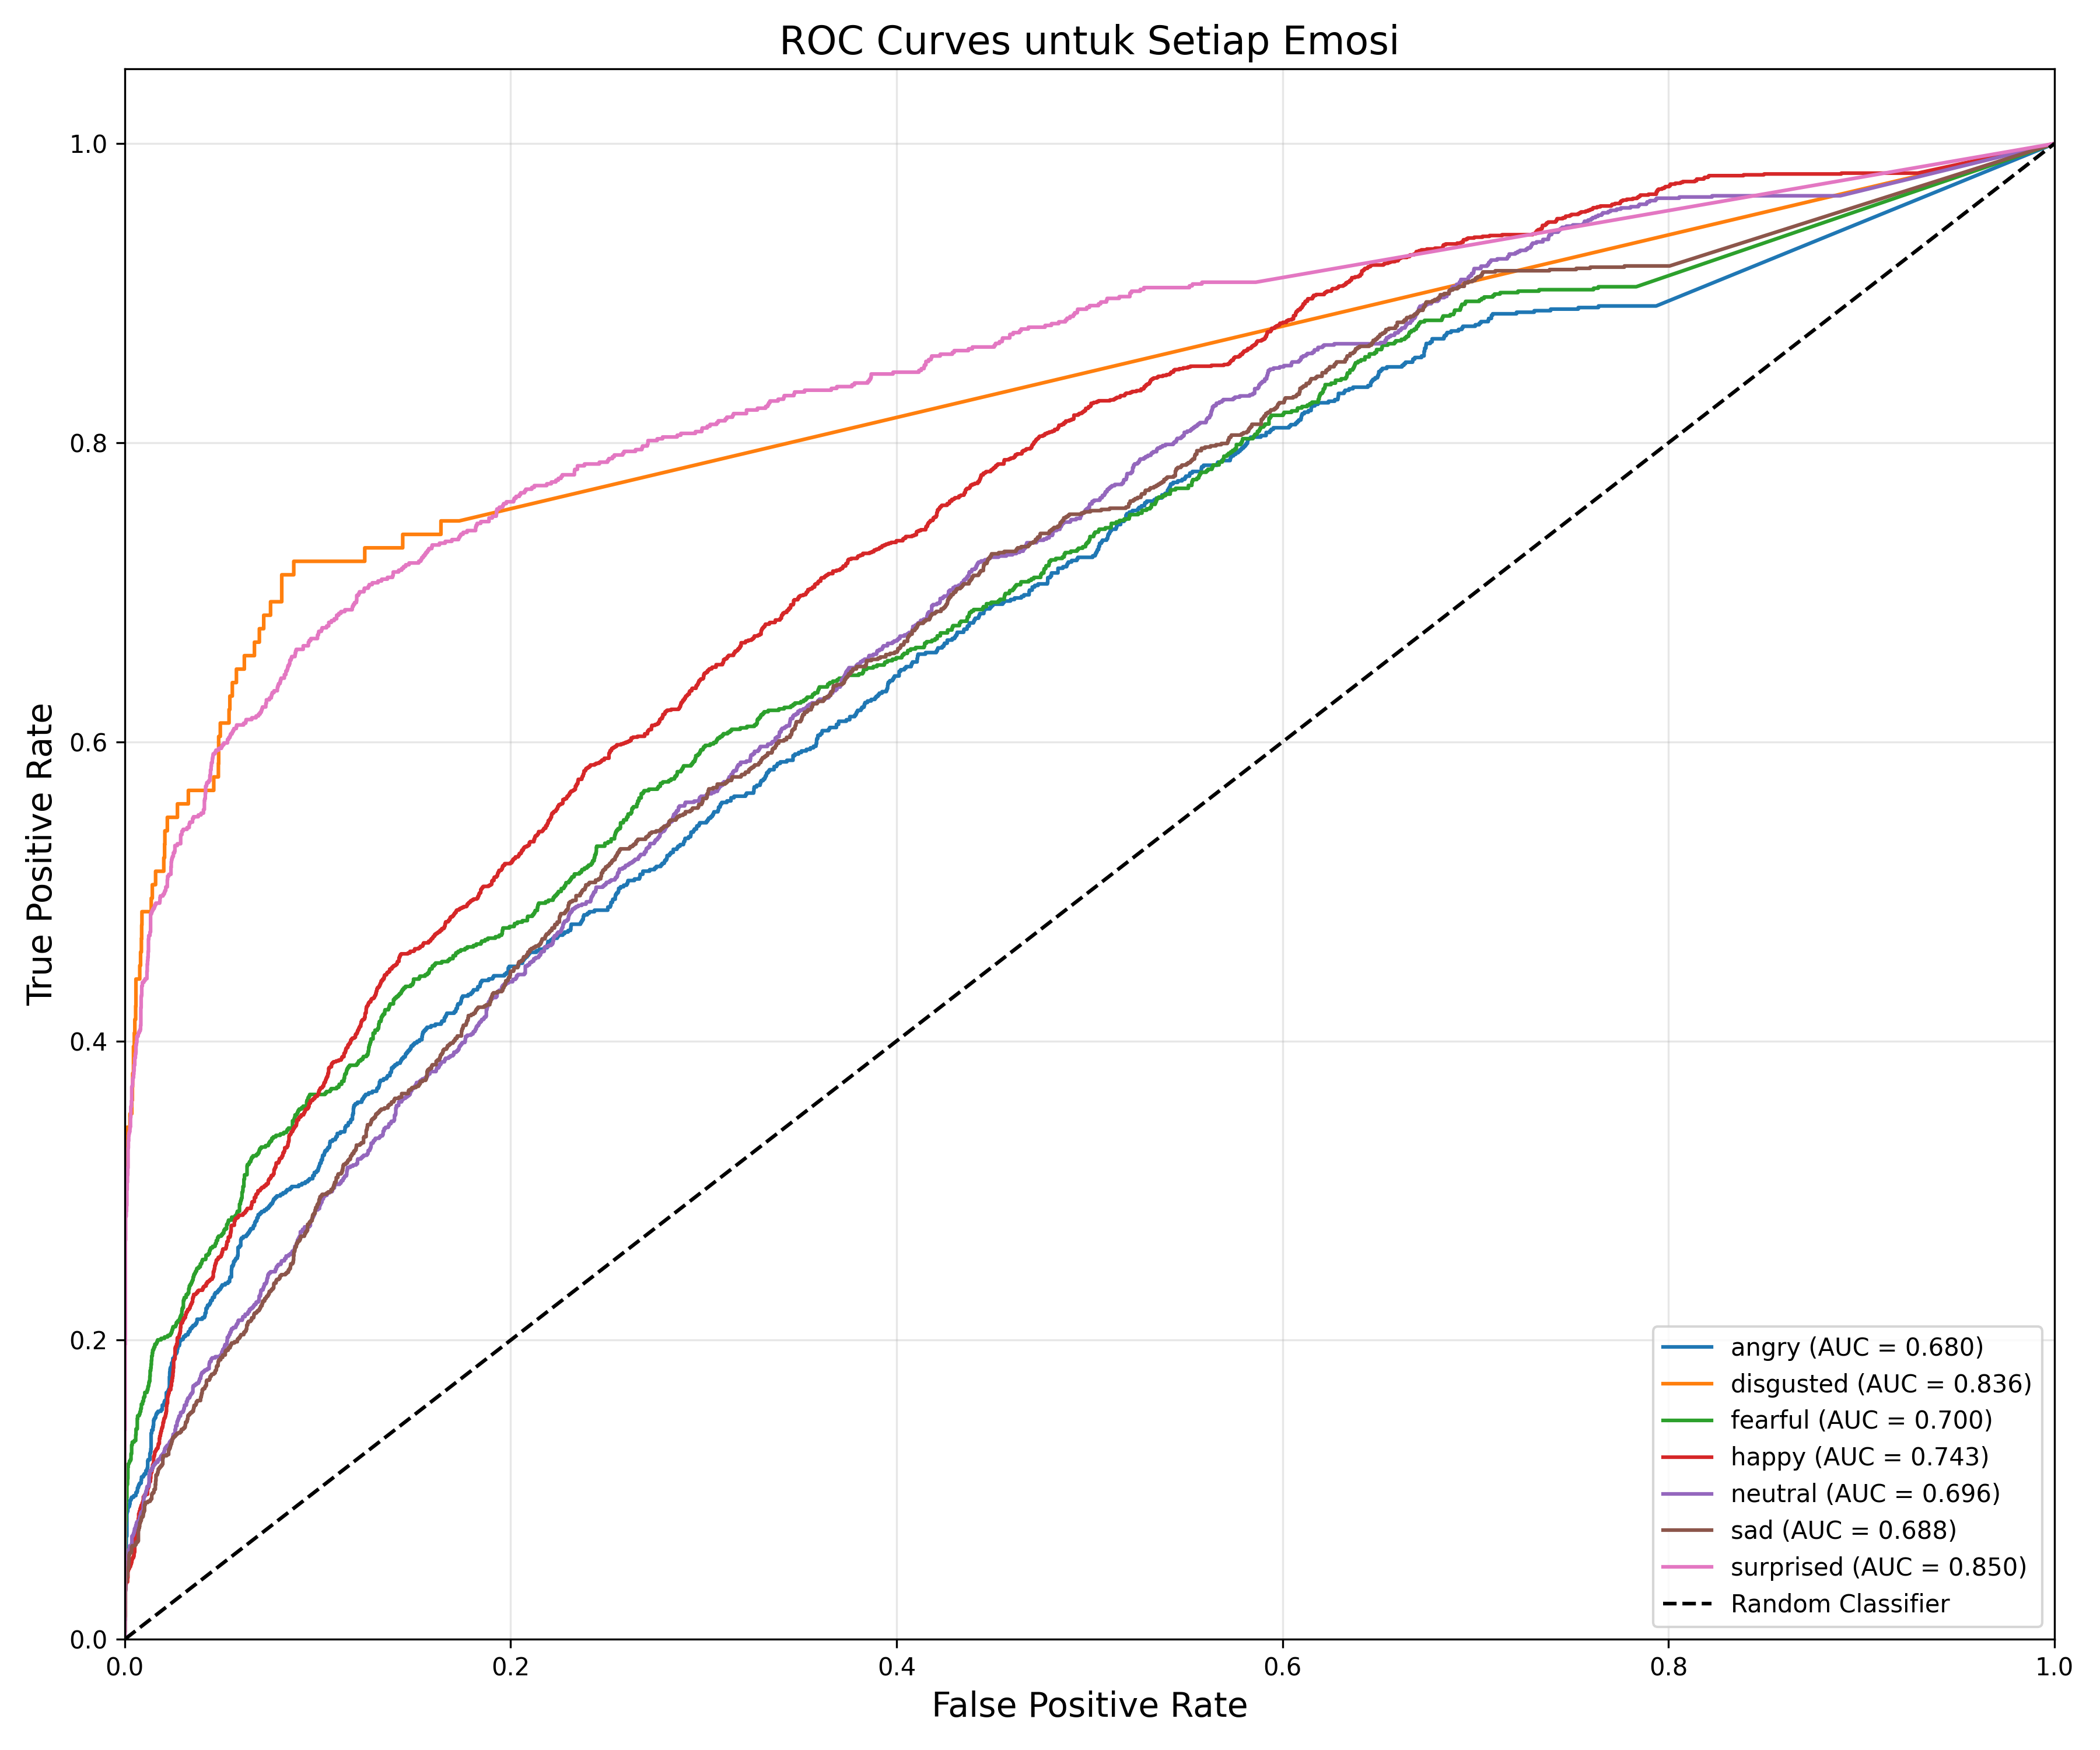 ROC Curves untuk Setiap Emosi
True Positive Rate
1.0
0.8
0.6
0.4
0.2
0.0
0.0 0.2 0.4 0.6 0.8 1.0
False Positive Rate
angry (AUC = 0.680)
disgusted (AUC = 0.836)
fearful (AUC = 0.700)
happy (AUC = 0.743)
neutral (AUC = 0.696)
sad (AUC = 0.688)
surprised (AUC = 0.850)
Random Classifier